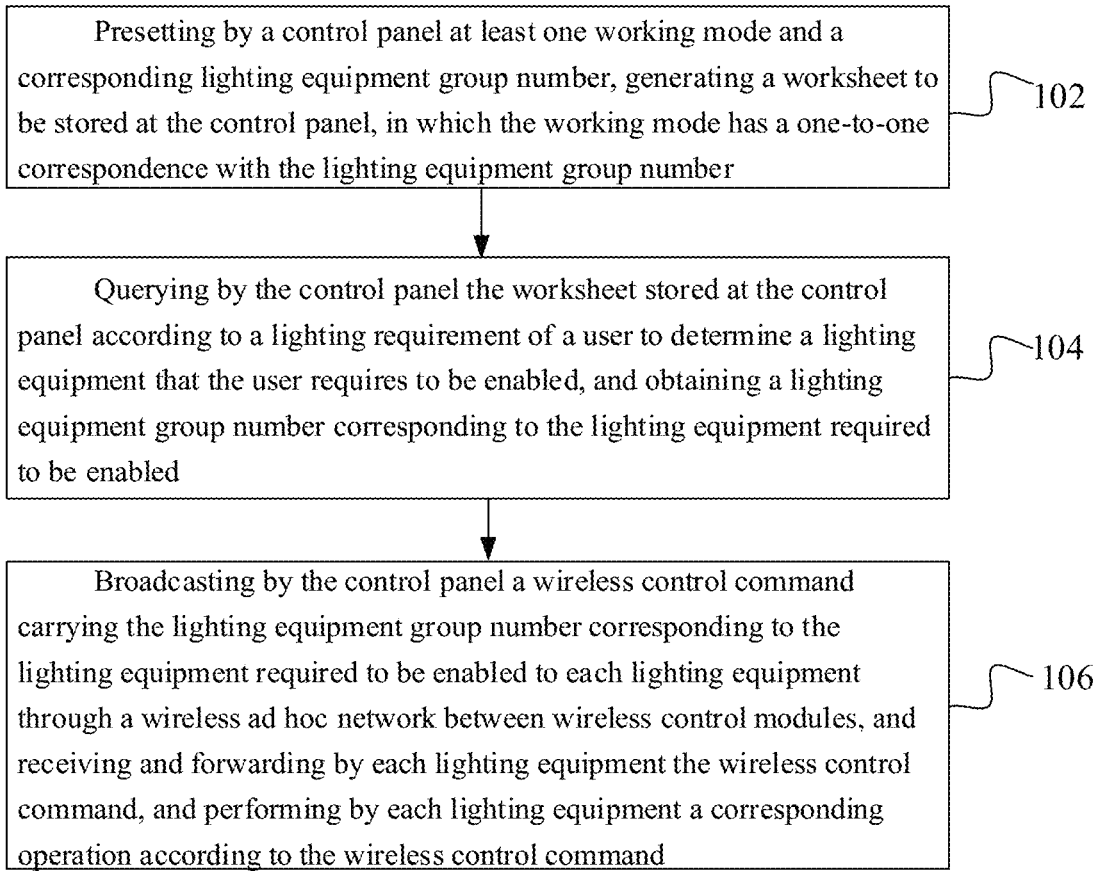 Presetting by a control panel at least one working mode and a
corresponding lighting equipment group number, generating a worksheet to
be stored at the control panel, in which the working mode has a one-to-one
correspondence with the lighting equipment group number
102
Querying by the control panel the worksheet stored at the control
panel according to a lighting requirement of a user to determine a lighting
equipment that the user requires to be enabled, and obtaining a lighting
equipment group number corresponding to the lighting equipment required
to be enabled
104
Broadcasting by the control panel a wireless control command
carrying the lighting equipment group number corresponding to the
lighting equipment required to be enabled to each lighting equipment
through a wireless ad hoc network between wireless control modules, and
receiving and forwarding by each lighting equipment the wireless control
command, and performing by each lighting equipment a corresponding
operation according to the wireless control command
106